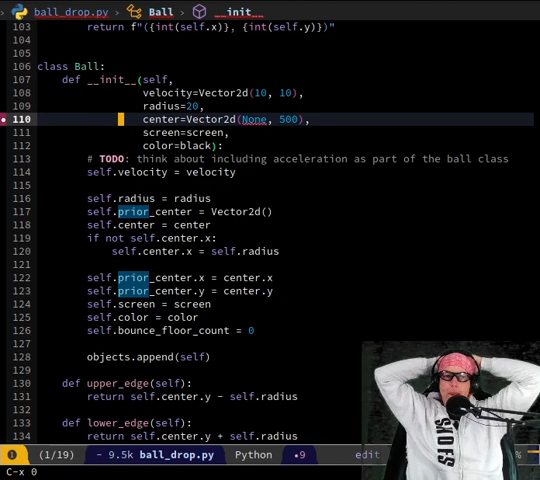 ball_drop.py > Ball > __init__
103 return f"({int(self.x)}, {int(self.y)}"
104
105
106 class Ball:
107 def __init__(self,
108 velocity=Vector2d(10, 10),
109 radius=20,
110 center=Vector2d(None, 500),
111 screen=screen,
112 color=black):
113 # TODO: think about including acceleration as part of the ball class
114 self.velocity = velocity
115
116 self.radius = radius
117 self.prior_center = Vector2d()
118 self.center = center
119 if not self.center.x:
120 self.center.x = self.radius
121
122 self.prior_center.x = center.x
123 self.prior_center.y = center.y
124 self.screen = screen
125 self.color = color
126 self.bounce_floor_count = 0
127
128 objects.append(self)
129
130 def upper_edge(self):
131 return self.center.y - self.radius
132
133 def lower_edge(self):
134 return self.center.y + self.radius
(1/19) - 9.5k ball_drop.py Python •9 edit %
C-x 0